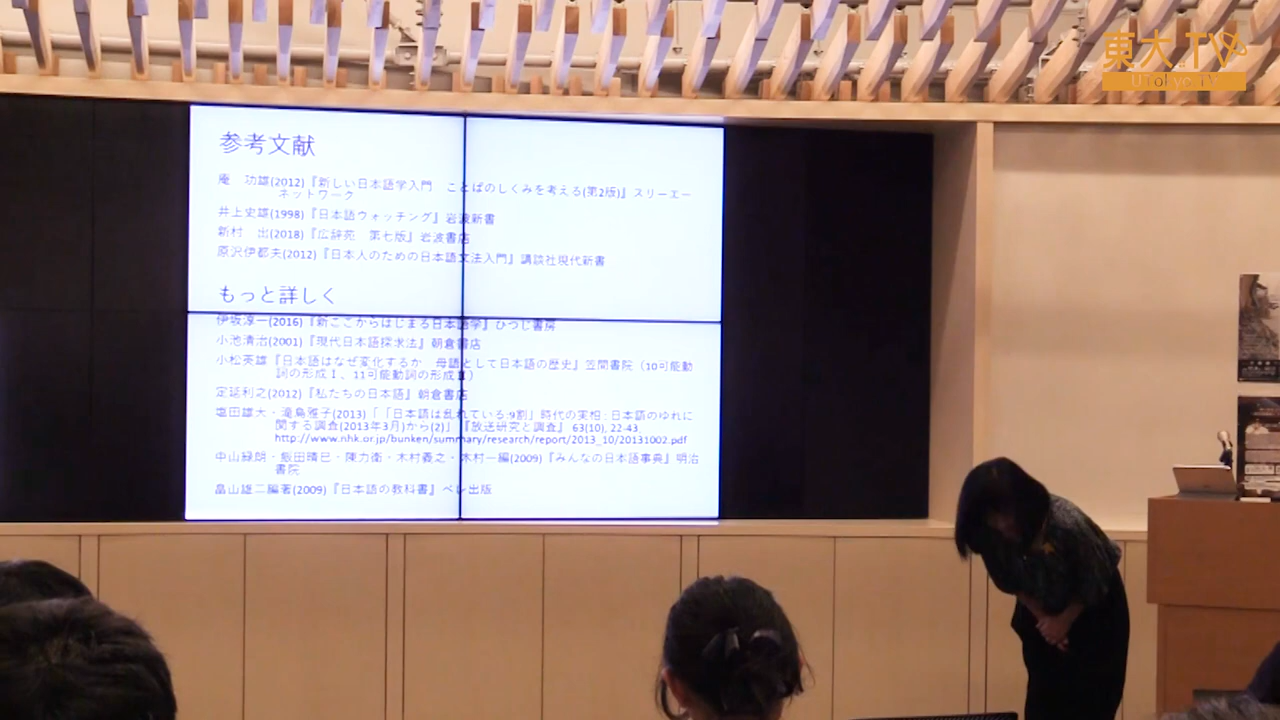 東大.TV
UTokyo TV
参考文献
庵　功雄(2012)『新しい日本語学入門　ことばのしくみを考える(第2版)』スリーエー
ネットワーク
井上史雄(1998)『日本語ウォッチング』岩波新書
新村　出(2018)『広辞苑　第七版』岩波書店
原沢伊都夫(2012)『日本人のための日本語文法入門』講談社現代新書
もっと詳しく
伊坂淳一(2016)『新ここからはじまる日本語学』ひつじ書房
小池清治(2001)『現代日本語探求法』朝倉書店
小松英雄『日本語はなぜ変化するか　母語として日本語の歴史』笠間書院（10可能動
詞の形成Ⅰ、11可能動詞の形成Ⅱ）
定延利之(2012)『私たちの日本語』朝倉書店
塩田雄大・滝島雅子(2013)「「日本語は乱れている:9割」時代の実相:日本語のゆれに
関する調査(2013年3月)から(2)」『放送研究と調査』 63(10), 22-43.
http://www.nhk.or.jp/bunken/summary/research/report/2013_10/20131002.pdf
中山緑朗・飯田晴巳・陳力衛・木村義之・木村一編(2009)『みんなの日本語事典』明治
書院
畠山雄二編著(2009)『日本語の教科書』ベレ出版